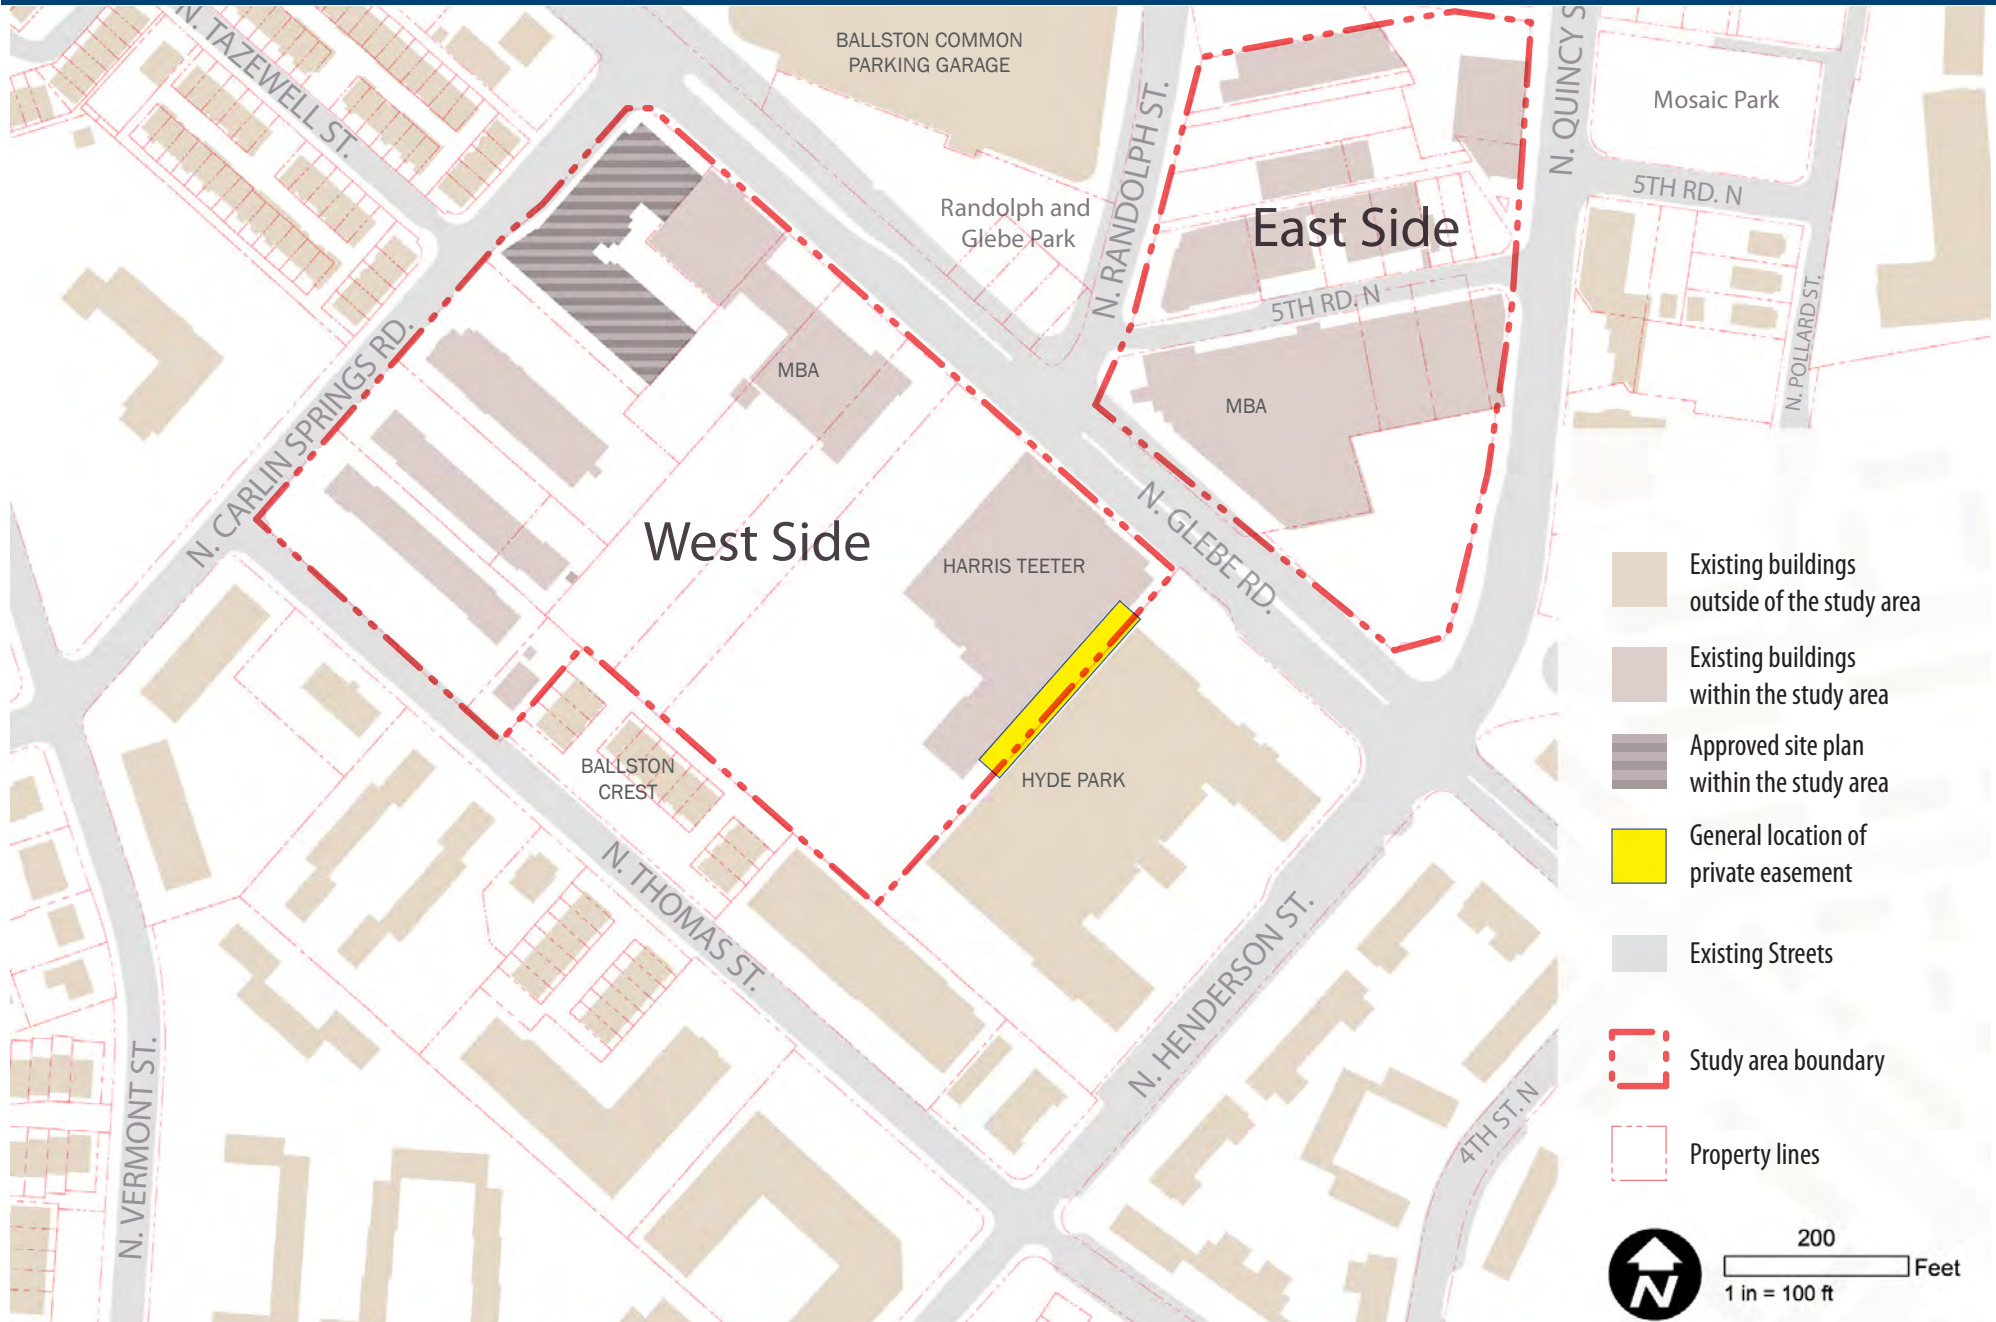 N. TAZEWELL ST.
BALLSTON COMMON
PARKING GARAGE
N. RANDOLPH ST.
N. QUINCY S
Mosaic Park
5TH RD. N
Randolph and
Glebe Park
East Side
5TH RD. N
N. POLLARD ST.
N. CARLIN SPRINGS RD.
MBA
MBA
West Side
HARRIS TEETER
N. GLEBE RD.
BALLSTON
CREST
HYDE PARK
N. THOMAS ST.
N. HENDERSON ST.
N. VERMONT ST.
4TH ST. N
Existing buildings
outside of the study area
Existing buildings
within the study area
Approved site plan
within the study area
General location of
private easement
Existing Streets
Study area boundary
Property lines
N
200
Feet
1 in = 100 ft